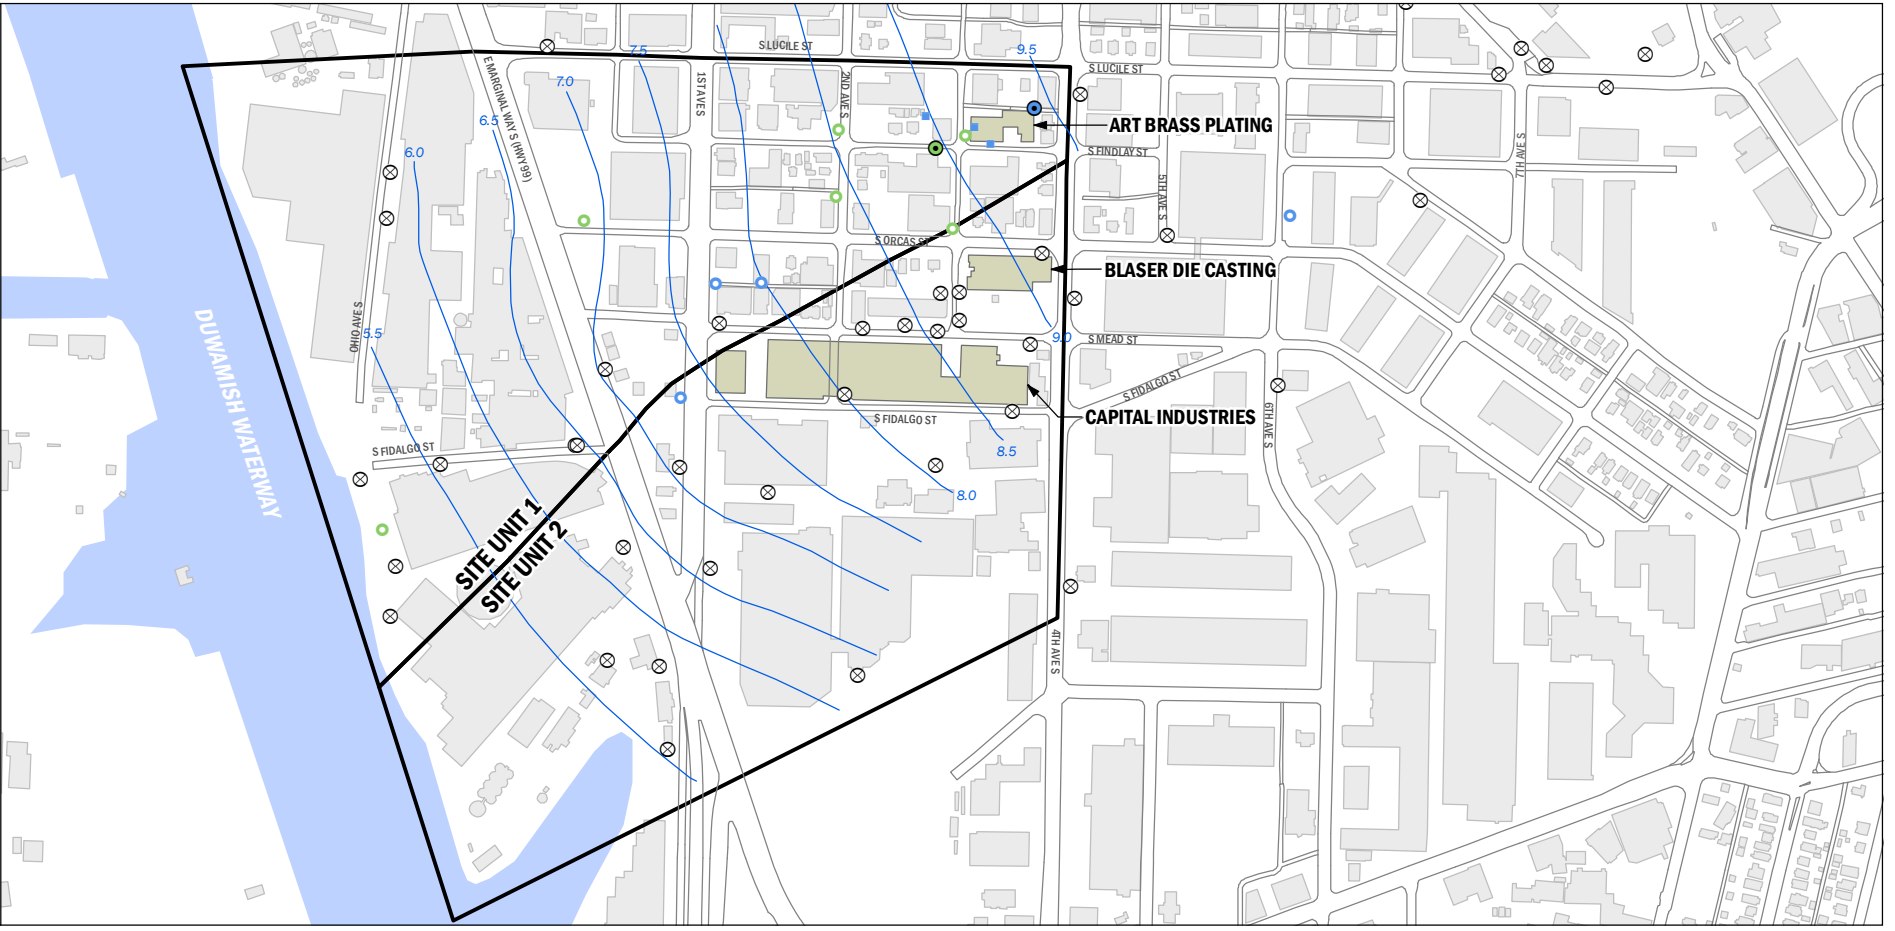 S LUCILE ST
9.5
7.5
S LUCILE ST
7.0
E MARGINAL WAY S (HWY 99)
1ST AVE S
2ND AVE S
6.5
ART BRASS PLATING
6.0
S FINDLAY ST
7TH AVE S
5TH AVE S
S ORCAS ST
BLASER DIE CASTING
OHIO AVE S
5.5
9.0
S MEAD ST
DUWAMISH WATERWAY
S FIDALGO ST
CAPITAL INDUSTRIES
S FIDALGO ST
6TH AVE S
S FIDALGO ST
8.5
8.0
SITE UNIT 1
SITE UNIT 2
4TH AVE S